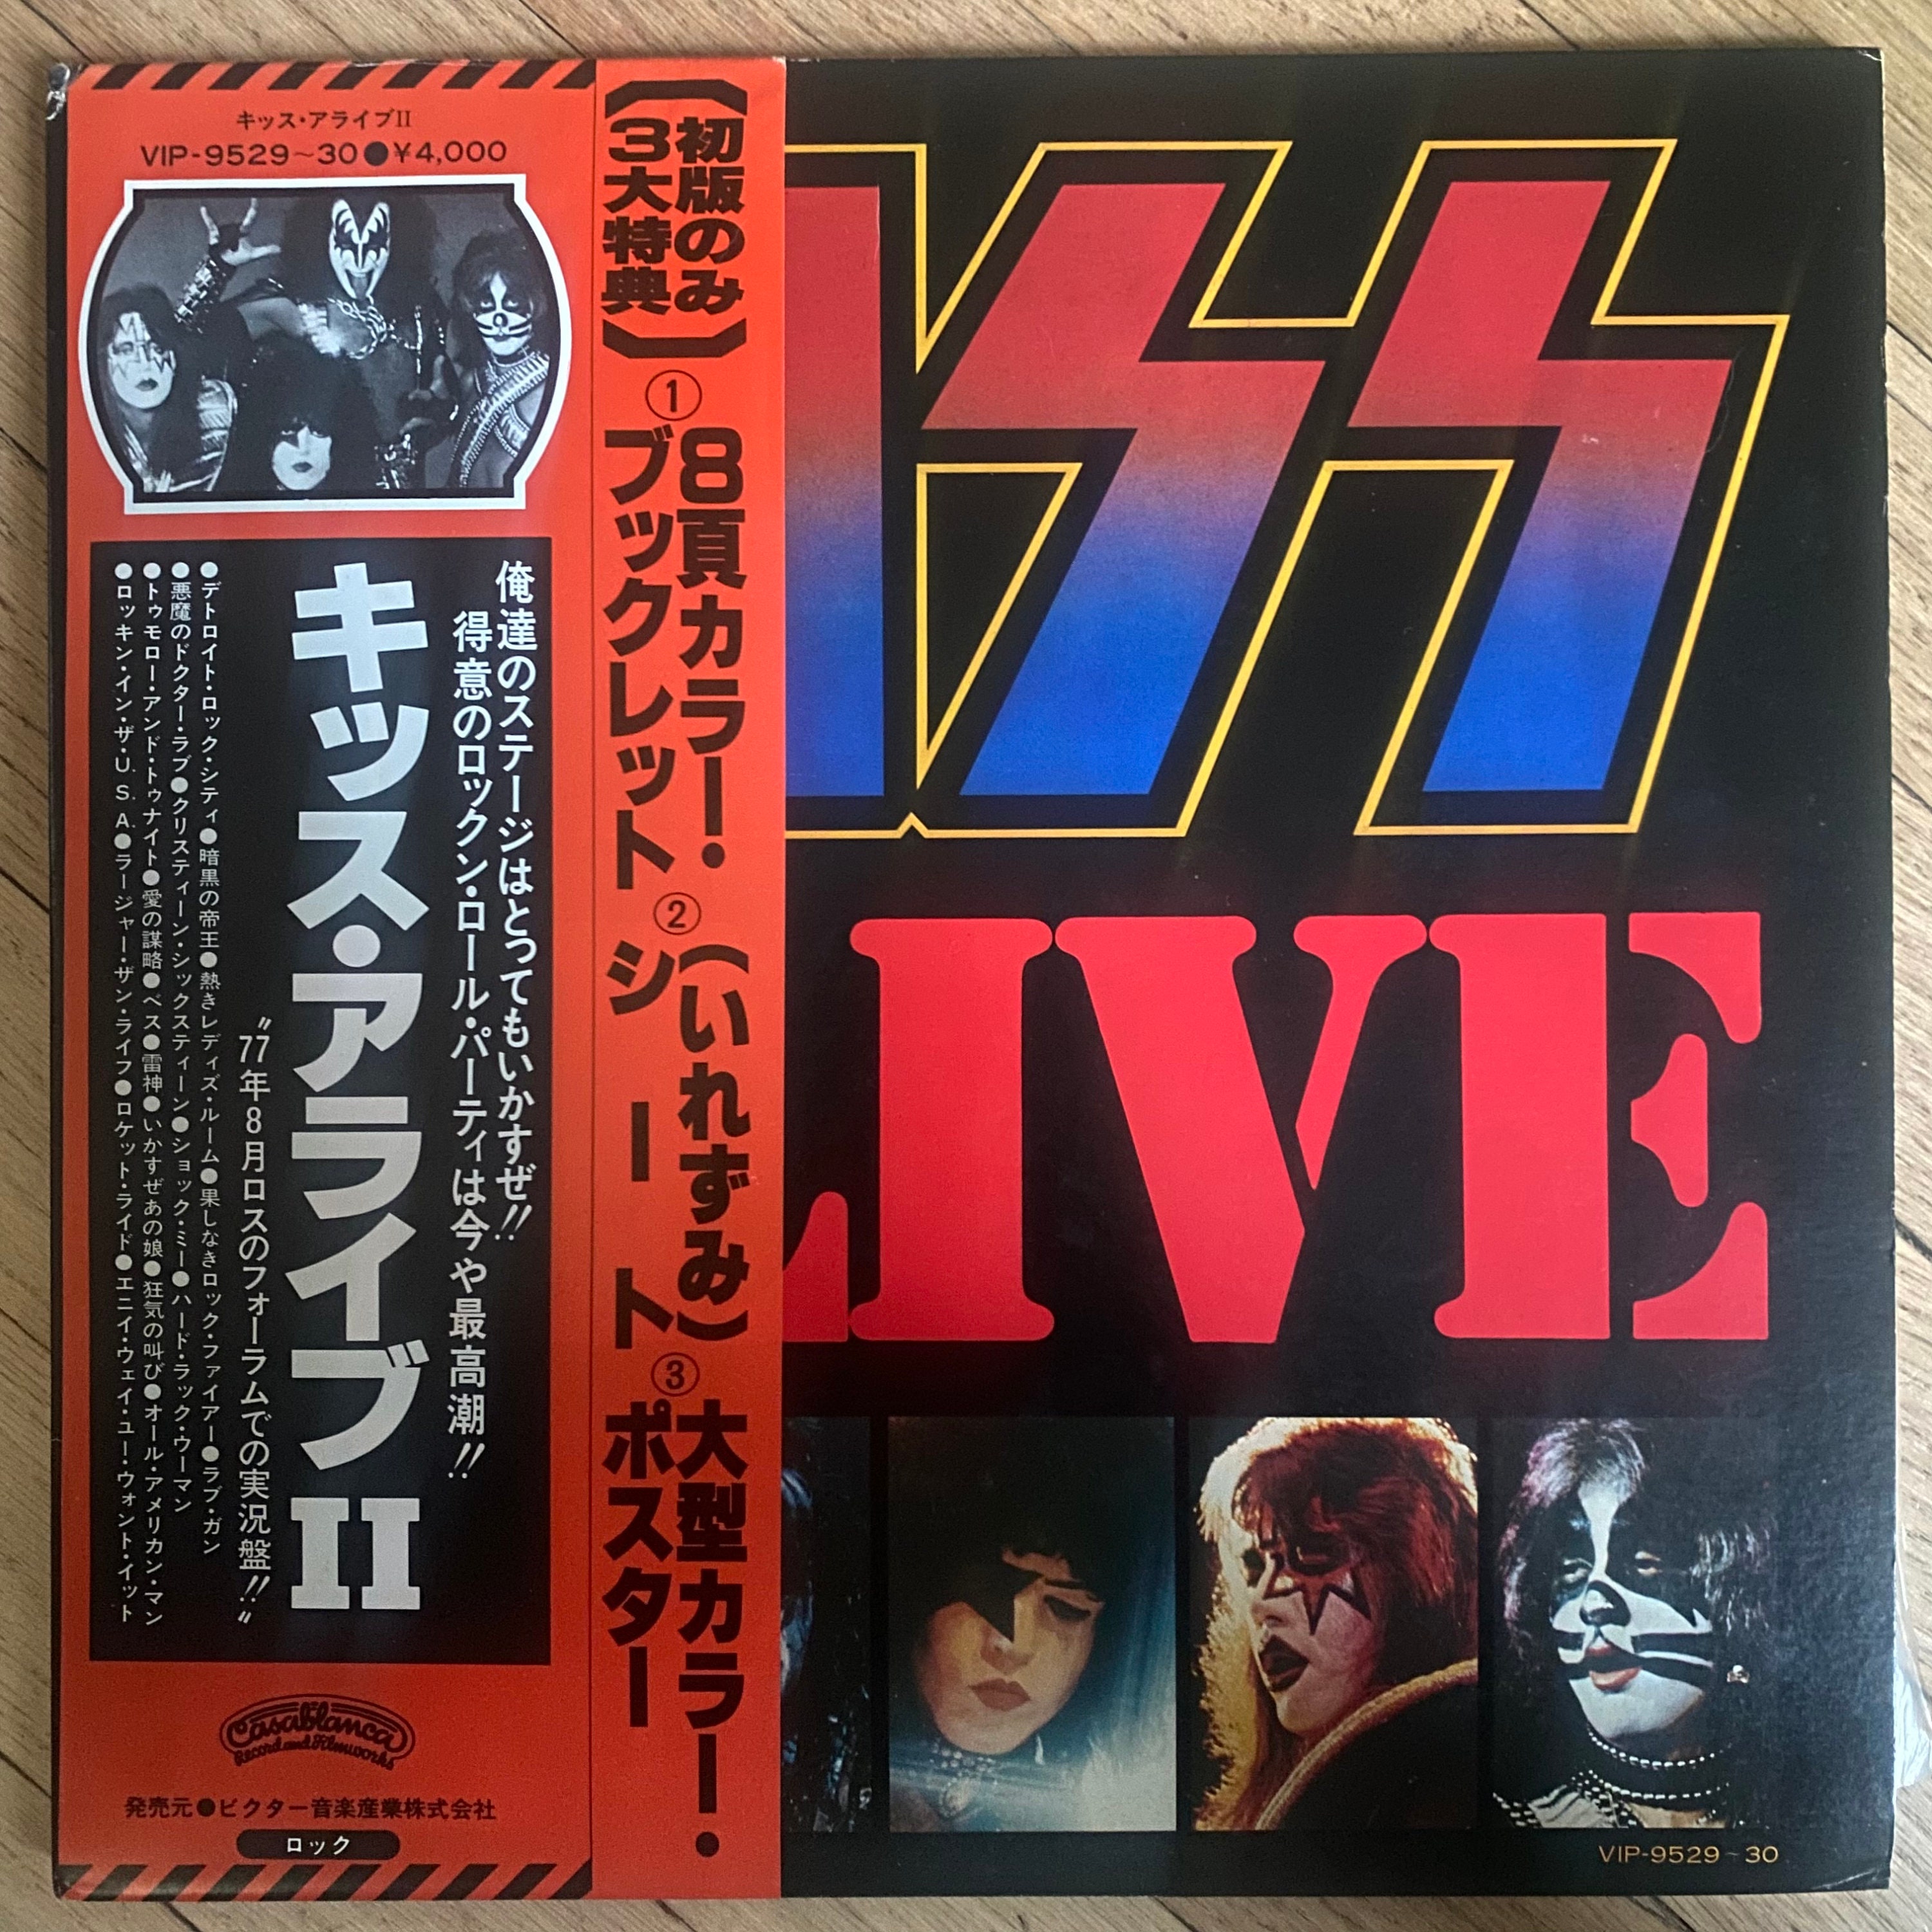 キッス・アライブII
VIP-9529~30●¥4,000
俺達のステージはとってもいかすぜ!!
得意のロックン・ロール・パーティは今や最高潮!!
キッス・アライブII
"77年8月ロスのフォーラムでの実況盤!!"
●デトロイト・ロック・シティ●暗黒の帝王●熱きレディズ・ルーム●果しなきロック・ファイアー●ラブ・ガン
●悪魔のドクター・ラブ●クリスティーン・シックスティーン●ショック・ミー●ハード・ラック・ウーマン
●トゥモロー・アンド・トゥナイト●愛の謀略●ベス●雷神●いかすぜあの娘●狂気の叫び●オール・アメリカン・マン
●ロッキン・イン・ザ・U.S.A.●ラージャー・ザン・ライフ●ロケット・ライド●エニイ・ウェイ・ユー・ウォント・イット
Casablanca
Record and Filmworks
発売元●ビクター音楽産業株式会社
ロック
【初版のみ
3大特典】
①
8頁カラー・
ブックレット
②
(いれずみ)
シート
③
大型カラー・
ポスター
SS
LIVE
VIP-9529~30